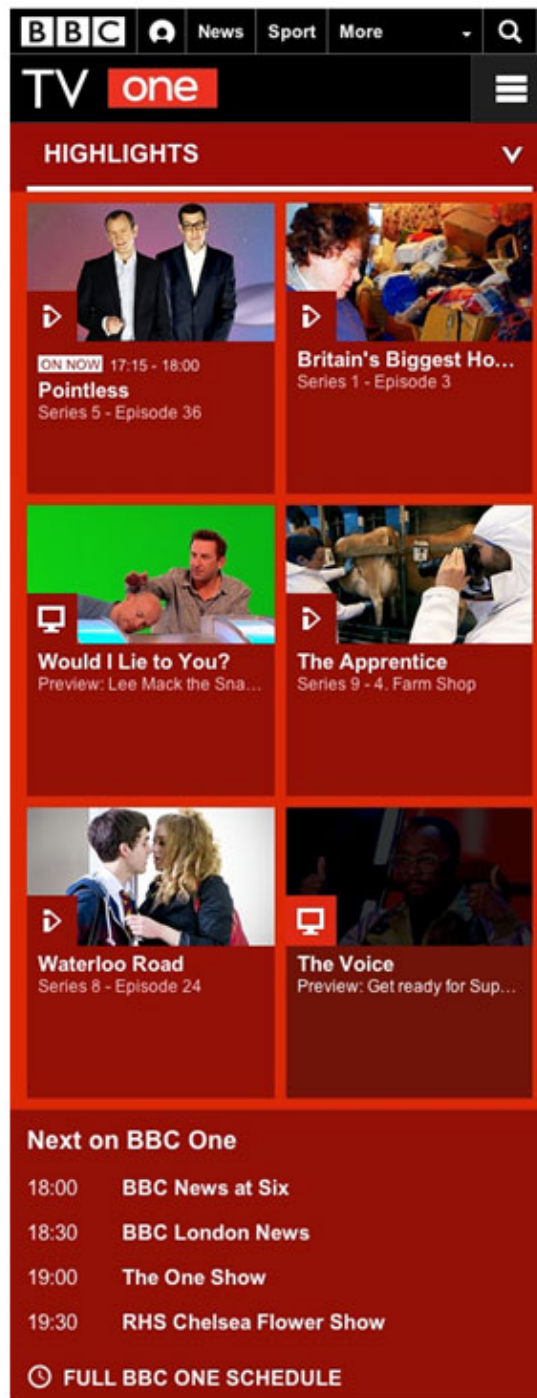 BBC News Sport More
TV one
HIGHLIGHTS
ON NOW 17:15 - 18:00
Pointless
Series 5 - Episode 36
Britain's Biggest Ho...
Series 1 - Episode 3
Would I Lie to You?
Preview: Lee Mack the Sna...
The Apprentice
Series 9 - 4. Farm Shop
Waterloo Road
Series 8 - Episode 24
The Voice
Preview: Get ready for Sup...
Next on BBC One
18:00 BBC News at Six
18:30 BBC London News
19:00 The One Show
19:30 RHS Chelsea Flower Show
FULL BBC ONE SCHEDULE